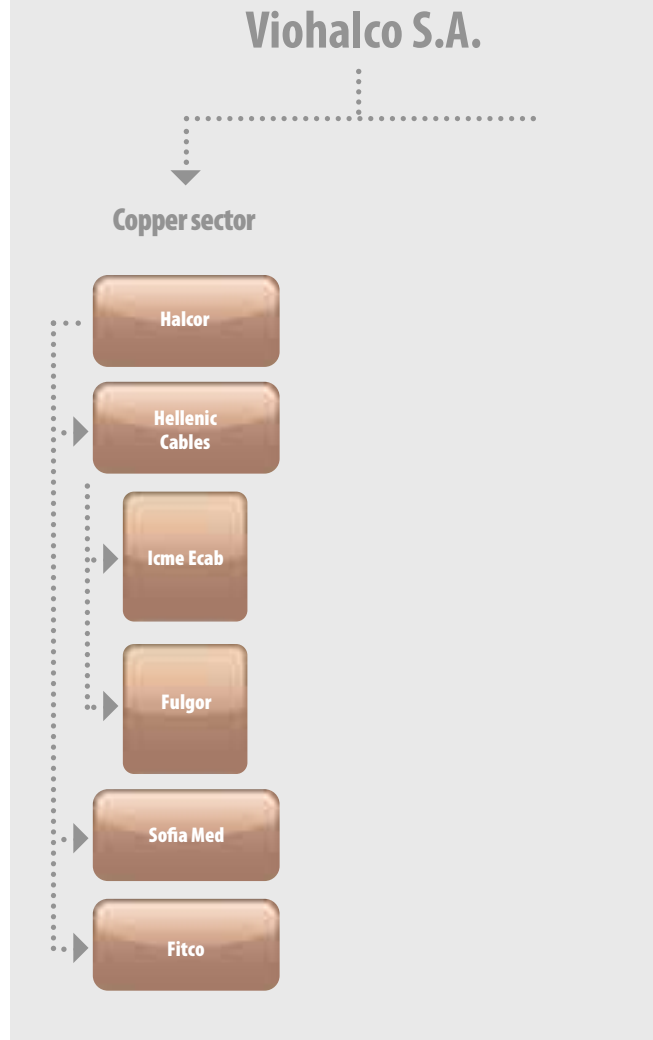 Viohalco S.A.
Copper sector
Halcor
Hellenic
Cables
Icme Ecab
Fulgor
Sofia Med
Fitco